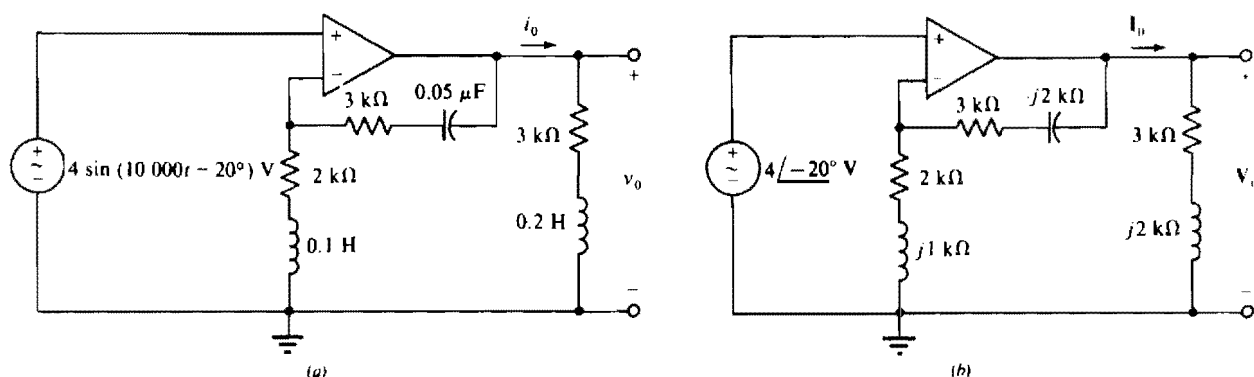 i₀
+
−
3 kΩ
0.05 μF
3 kΩ
+
−
4 sin (10 000t − 20°) V
2 kΩ
v₀
0.1 H
0.2 H
+
−
(a)
I₀
+
−
3 kΩ
-j2 kΩ
3 kΩ
+
−
4/−20° V
2 kΩ
V
j1 kΩ
j2 kΩ
−
(b)